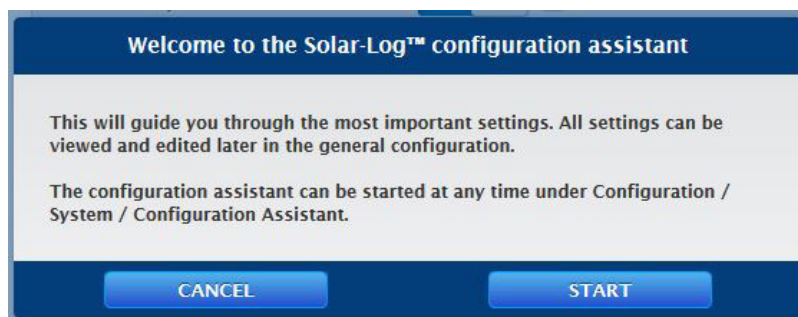 Welcome to the Solar-Log™ configuration assistant
This will guide you through the most important settings. All settings can be
viewed and edited later in the general configuration.
The configuration assistant can be started at any time under Configuration /
System / Configuration Assistant.
CANCEL
START